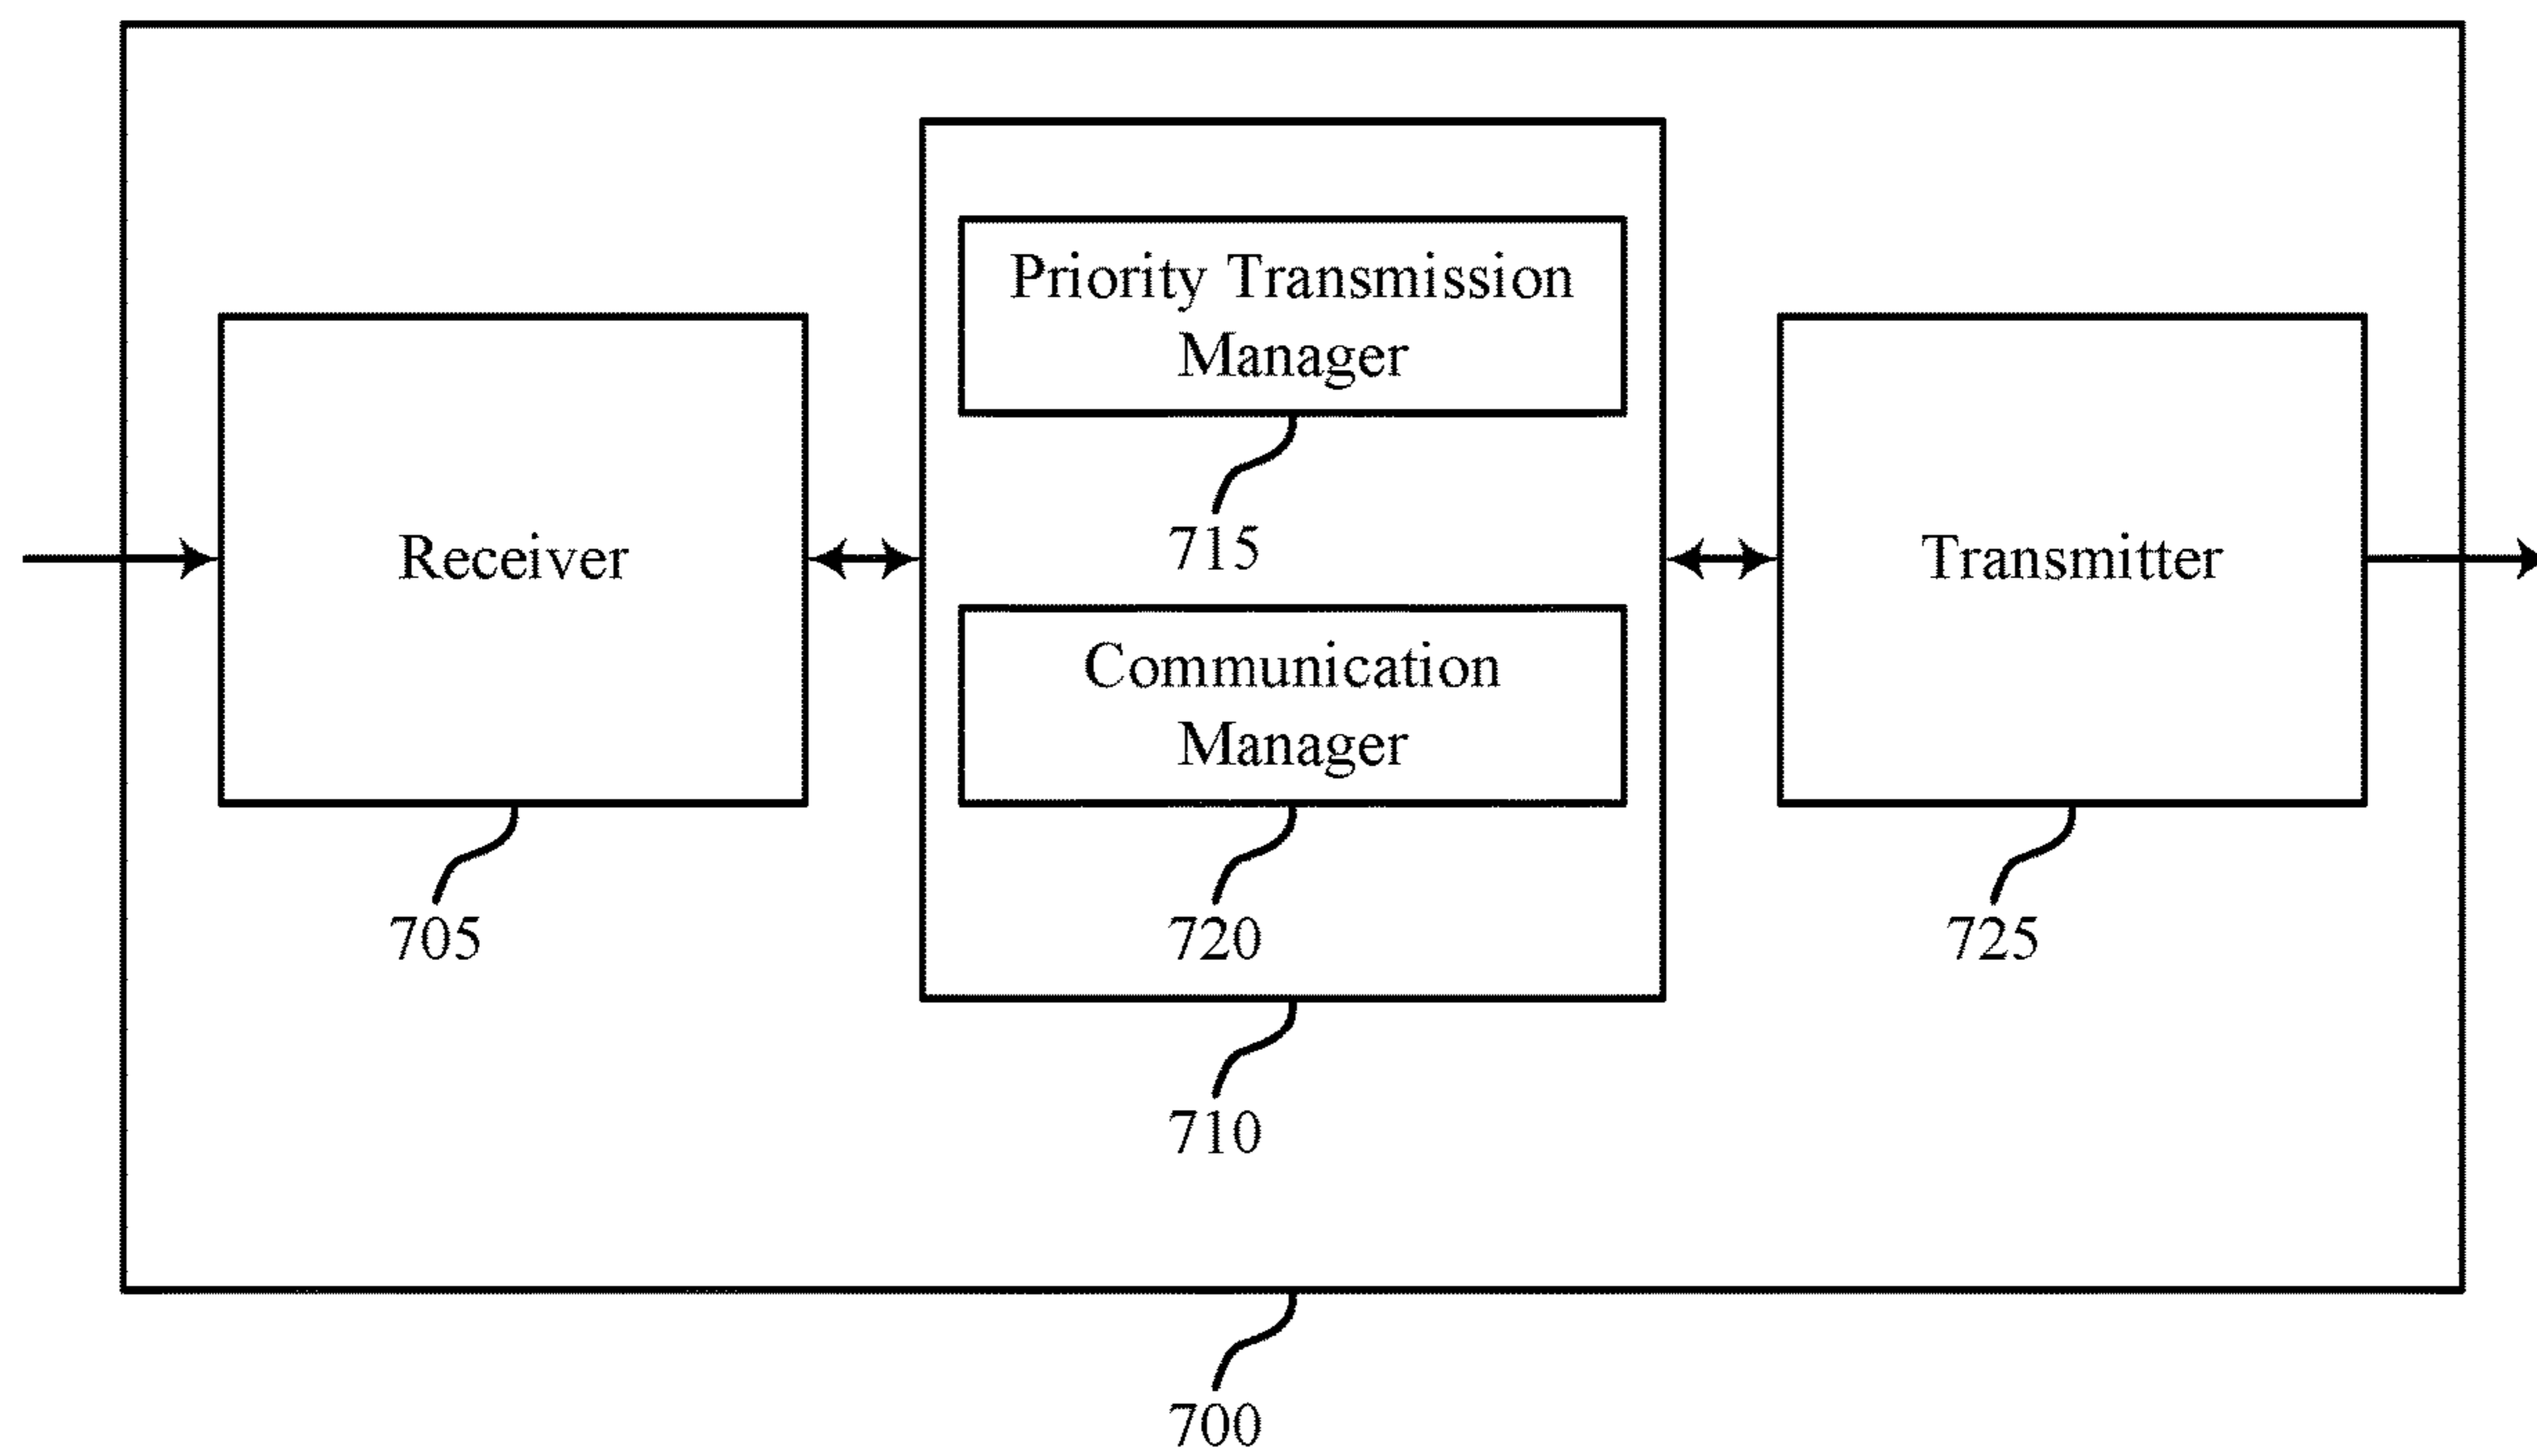 Priority Transmission
Manager
715
Receiver
705
Communication
Manager
720
Transmitter
725
710
700